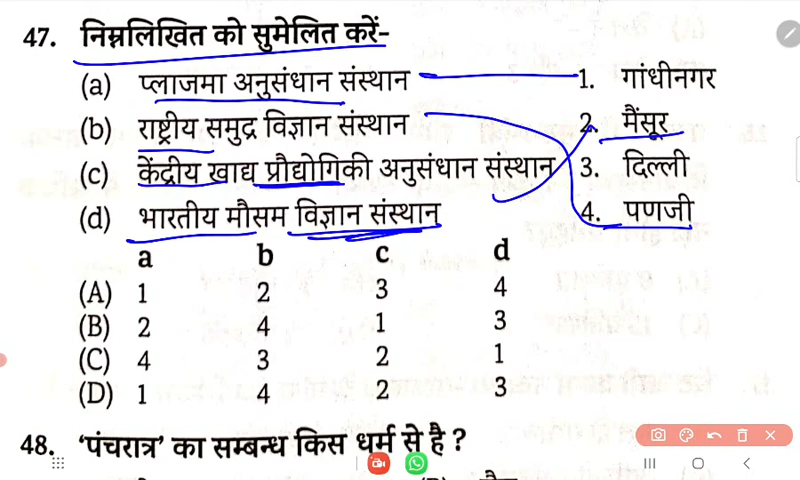 47. निम्नलिखित को सुमेलित करें-
(a) प्लाजमा अनुसंधान संस्थान 1. गांधीनगर
(b) राष्ट्रीय समुद्र विज्ञान संस्थान 2. मैंसूर
(c) केंद्रीय खाद्य प्रौद्योगिकी अनुसंधान संस्थान 3. दिल्ली
(d) भारतीय मौसम विज्ञान संस्थान 4. पणजी
a b c d
(A) 1 2 3 4
(B) 2 4 1 3
(C) 4 3 2 1
(D) 1 4 2 3
48. ‘पंचरात्र’ का सम्बन्ध किस धर्म से है ?